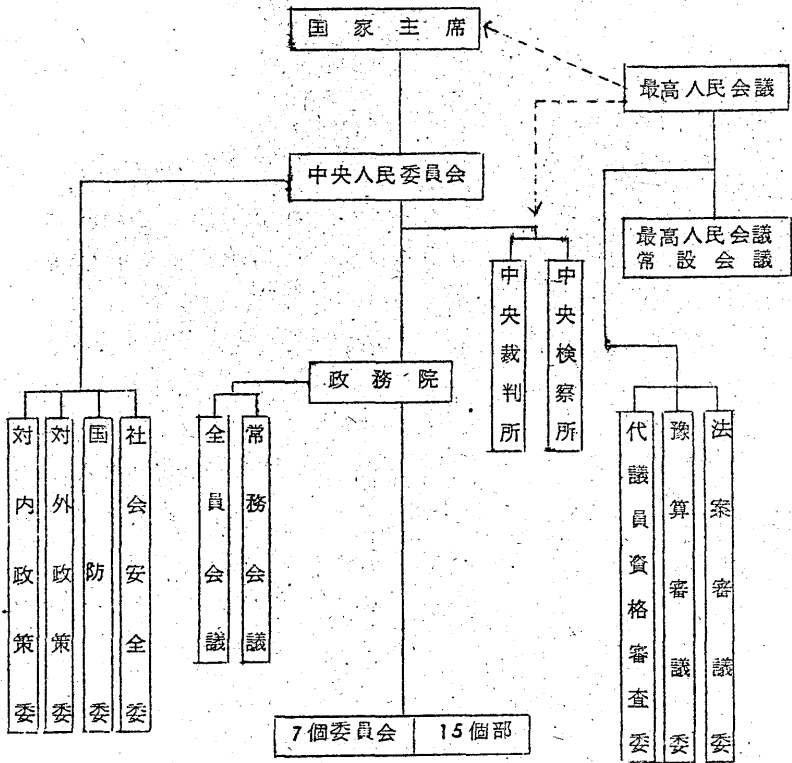 国家主席
最高人民会議
中央人民委員会
最高人民会議
常設会議
中央裁判所
中央検察所
政務院
対内政策委
対外政策委
国防委
社会安全委
全員会議
常務会議
代議員資格審査委
豫算審議委
法案審議委
7個委員会
15個部